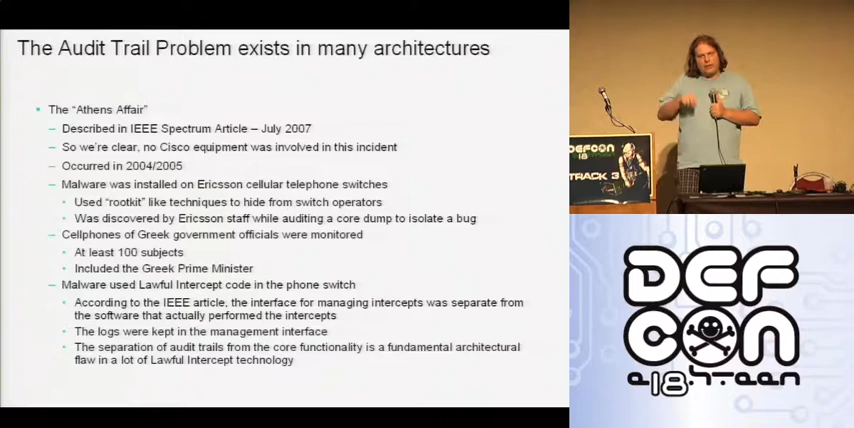 The Audit Trail Problem exists in many architectures
The "Athens Affair"
– Described in IEEE Spectrum Article – July 2007
– So we're clear, no Cisco equipment was involved in this incident
– Occurred in 2004/2005
– Malware was installed on Ericsson cellular telephone switches
• Used "rootkit" like techniques to hide from switch operators
• Was discovered by Ericsson staff while auditing a core dump to isolate a bug
– Cellphones of Greek government officials were monitored
• At least 100 subjects
• Included the Greek Prime Minister
– Malware used Lawful Intercept code in the phone switch
• According to the IEEE article, the interface for managing intercepts was separate from
the software that actually performed the intercepts
• The logs were kept in the management interface
• The separation of audit trails from the core functionality is a fundamental architectural
flaw in a lot of Lawful Intercept technology
DEFCON
18
TRACK 3
DEF
CON
e18h-teen